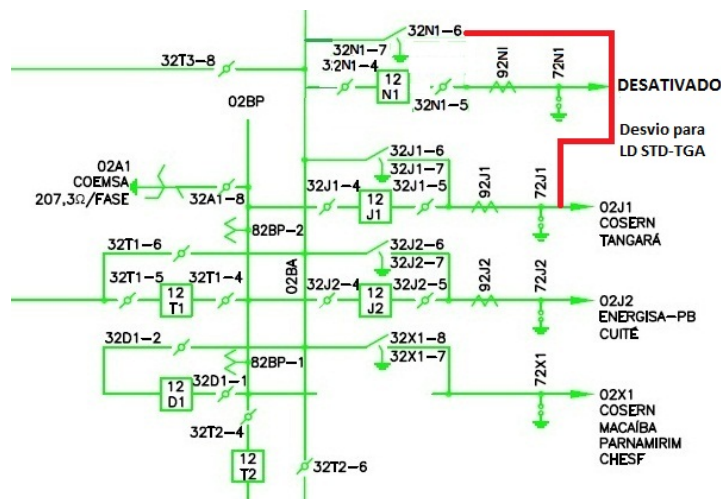 32N1-6
32N1-7
32N1-4
12
N1
32N1-5
92NI
72N1
DESATIVADO
32T3-8
02BP
Desvio para
LD STD-TGA
02A1
COEMSA
207,3Ω/FASE
32A1-8
32J1-6
32J1-7
32J1-4
12
J1
32J1-5
92J1
72J1
02J1
COSERN
TANGARÁ
82BP-2
02BA
32T1-6
32T1-5
12
T1
32T1-4
32J2-6
32J2-7
32J2-4
12
J2
32J2-5
92J2
72J2
02J2
ENERGISA-PB
CUITÉ
32D1-2
82BP-1
12
D1
32D1-1
32X1-8
32X1-7
72X1
02X1
COSERN
MACAÍBA
PARNAMIRIM
CHESF
32T2-4
12
T2
32T2-6